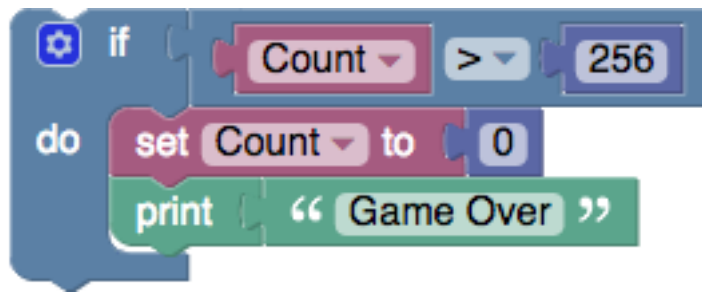 if Count > 256
do set Count to 0
print “ Game Over ”